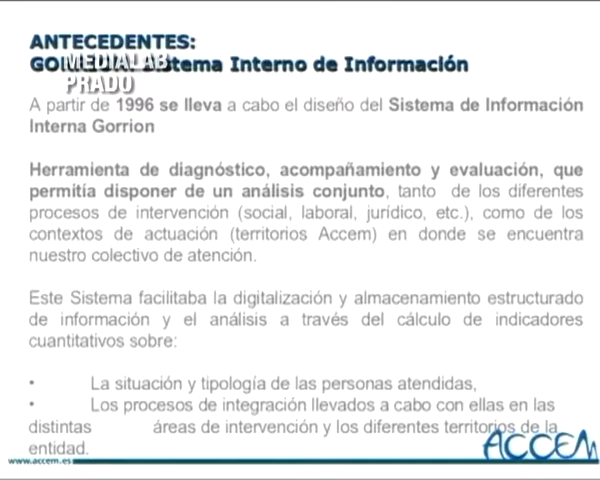 ANTECEDENTES:
MEDIALAB
PRADO
Sistema Interno de Información
A partir de 1996 se lleva a cabo el diseño del Sistema de Información
Interna Gorrion
Herramienta de diagnóstico, acompañamiento y evaluación, que
permitía disponer de un análisis conjunto, tanto de los diferentes
procesos de intervención (social, laboral, jurídico, etc.), como de los
contextos de actuación (territorios Accem) en donde se encuentra
nuestro colectivo de atención.
Este Sistema facilitaba la digitalización y almacenamiento estructurado
de información y el análisis a través del cálculo de indicadores
cuantitativos sobre:
• La situación y tipología de las personas atendidas,
• Los procesos de integración llevados a cabo con ellas en las
distintas áreas de intervención y los diferentes territorios de la
entidad.
www.accem.es
ACCEM